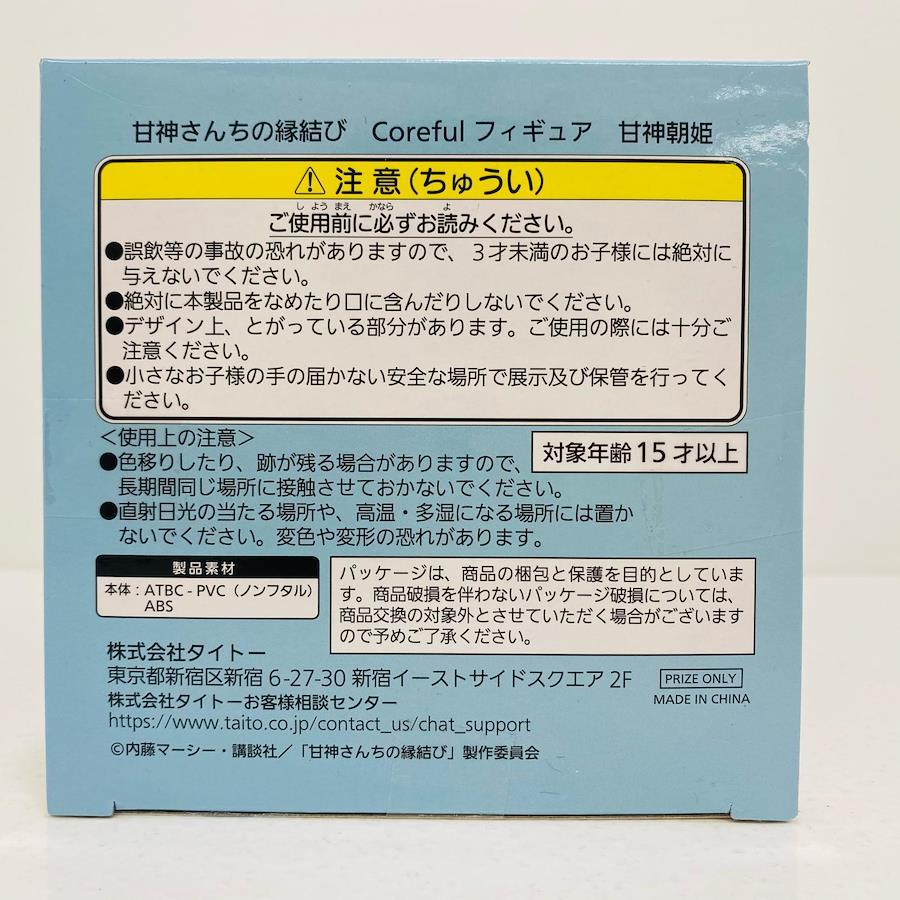 甘神さんちの縁結び Coreful フィギュア 甘神朝姫
⚠ 注意(ちゅうい)
しようまえ かなら よ
ご使用前に必ずお読みください。
●誤飲等の事故の恐れがありますので、3才未満のお子様には絶対に
与えないでください。
●絶対に本製品をなめたり口に含んだりしないでください。
●デザイン上、とがっている部分があります。ご使用の際には十分ご
注意ください。
●小さなお子様の手の届かない安全な場所で展示及び保管を行ってく
ださい。
＜使用上の注意＞
●色移りしたり、跡が残る場合がありますので、
長期間同じ場所に接触させておかないでください。
●直射日光の当たる場所や、高温・多湿になる場所には置か
ないでください。変色や変形の恐れがあります。
対象年齢15才以上
製品素材
本体：ATBC-PVC（ノンフタル）
ABS
パッケージは、商品の梱包と保護を目的としていま
す。商品破損を伴わないパッケージ破損については、
商品交換の対象外とさせていただく場合がございます
ので予めご了承ください。
株式会社タイトー
東京都新宿区新宿 6-27-30 新宿イーストサイドスクエア 2F
株式会社タイトーお客様相談センター
https://www.taito.co.jp/contact_us/chat_support
PRIZE ONLY
MADE IN CHINA
©内藤マーシー・講談社／「甘神さんちの縁結び」製作委員会